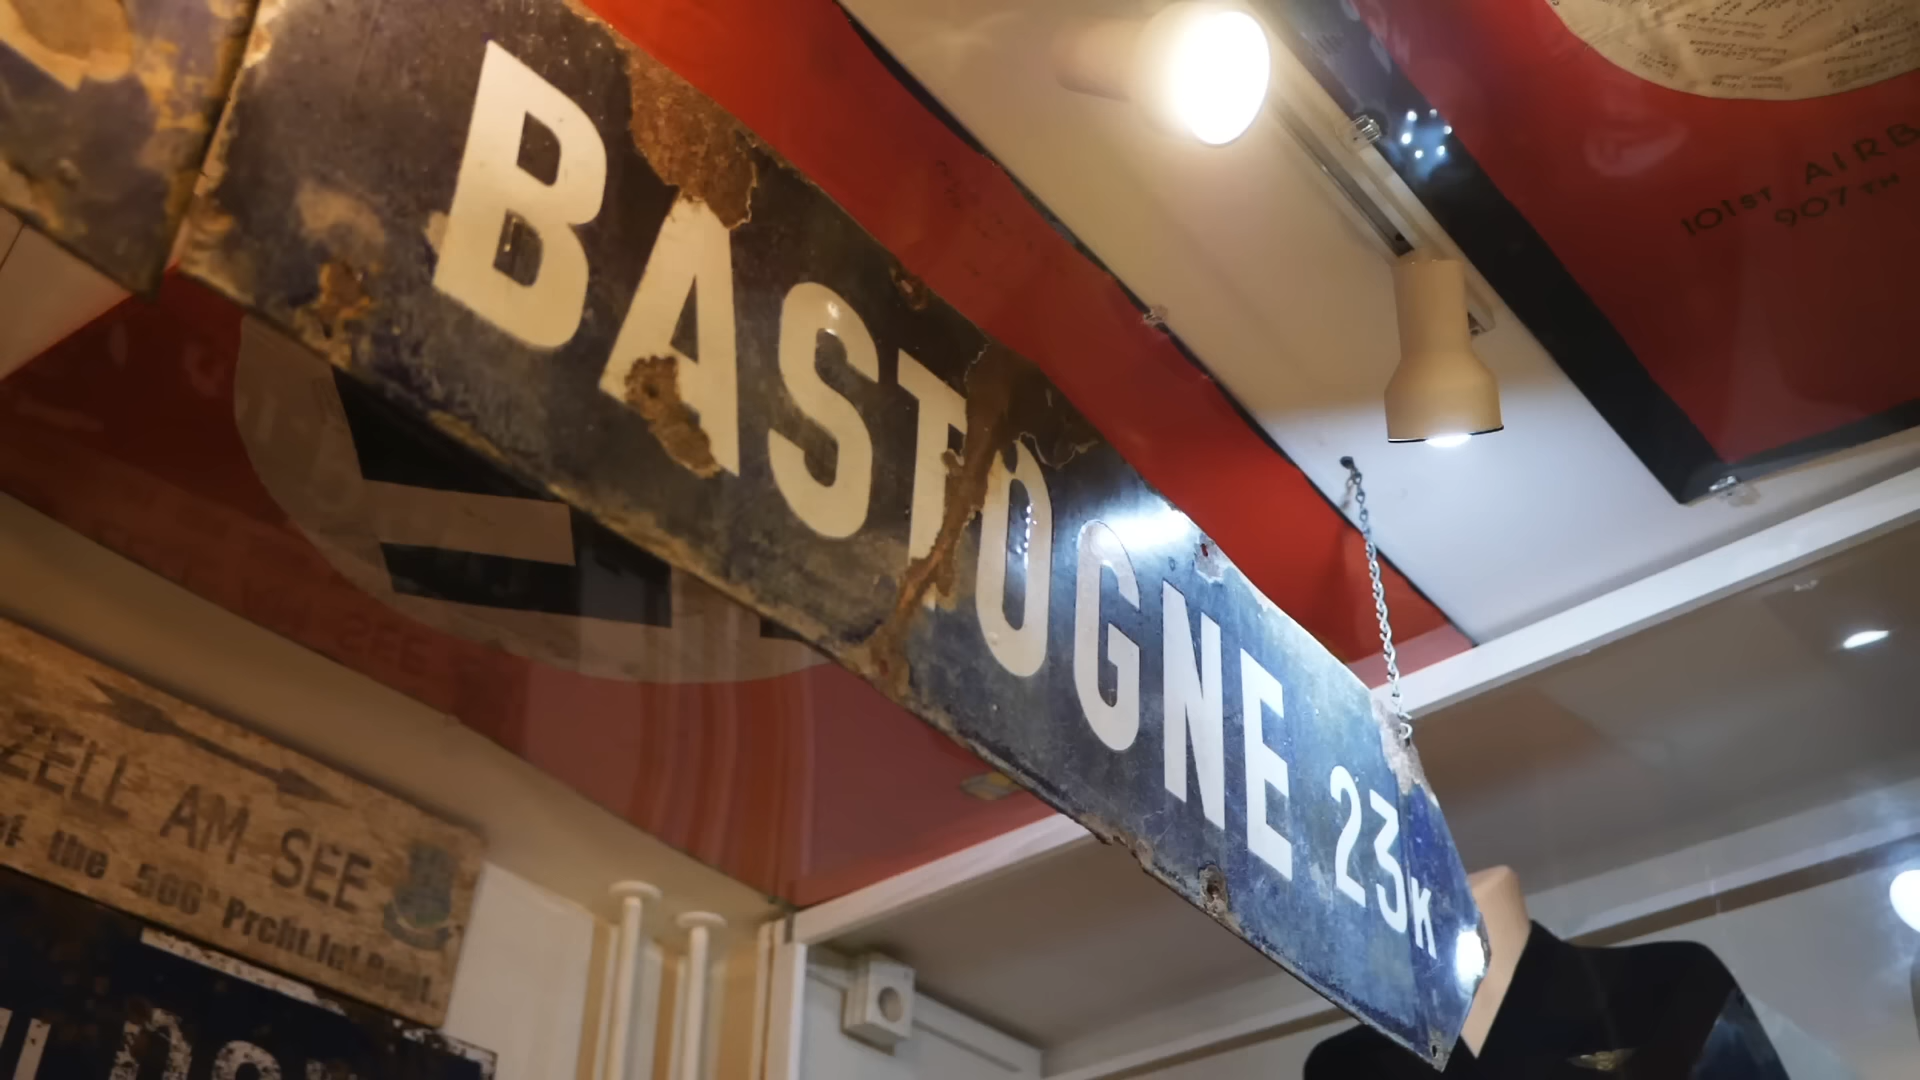 BASTOGNE 23K
101ST AIRB
907TH
ZELL AM SEE
of the 506th Prcht.Inf.Regt.